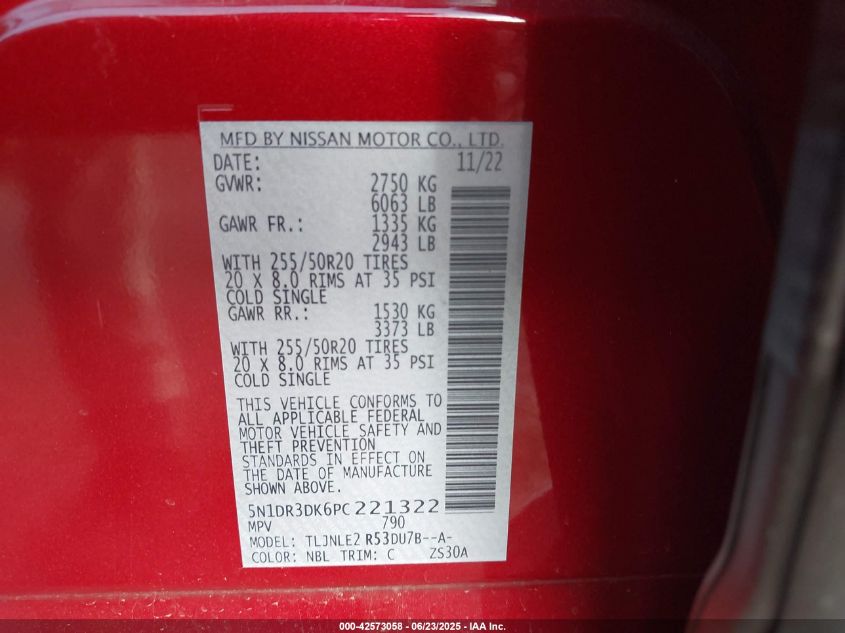 MFD BY NISSAN MOTOR CO., LTD.
DATE: 11/22
GVWR: 2750 KG
6063 LB
GAWR FR.: 1335 KG
2943 LB
WITH 255/50R20 TIRES
20 X 8.0 RIMS AT 35 PSI
COLD SINGLE
GAWR RR.: 1530 KG
3373 LB
WITH 255/50R20 TIRES
20 X 8.0 RIMS AT 35 PSI
COLD SINGLE
THIS VEHICLE CONFORMS TO
ALL APPLICABLE FEDERAL
MOTOR VEHICLE SAFETY AND
THEFT PREVENTION
STANDARDS IN EFFECT ON
THE DATE OF MANUFACTURE
SHOWN ABOVE.
5N1DR3DK6PC221322
MPV 790
MODEL: TLJNLE2 R53DU7B--A-
COLOR: NBL TRIM: C ZS30A
000-42573058 - 06/23/2025 - IAA Inc.